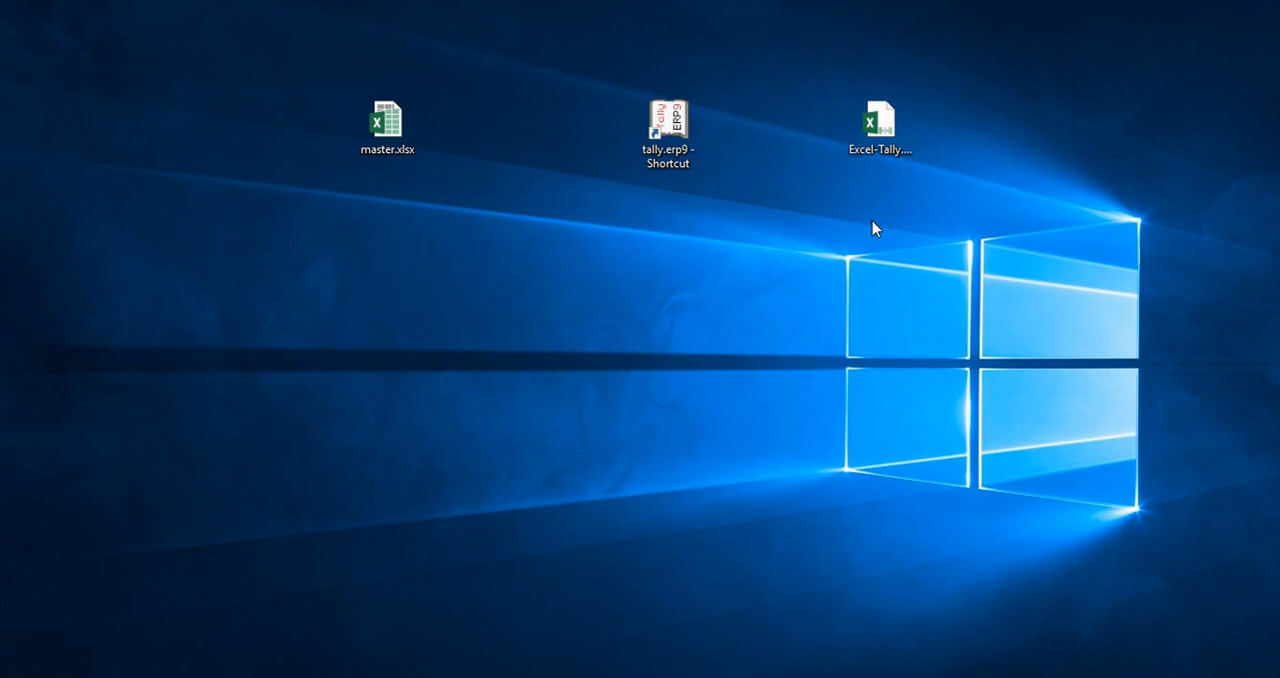 master.xlsx
Tally
ERP9
tally.erp9 -
Shortcut
Excel-Tally....